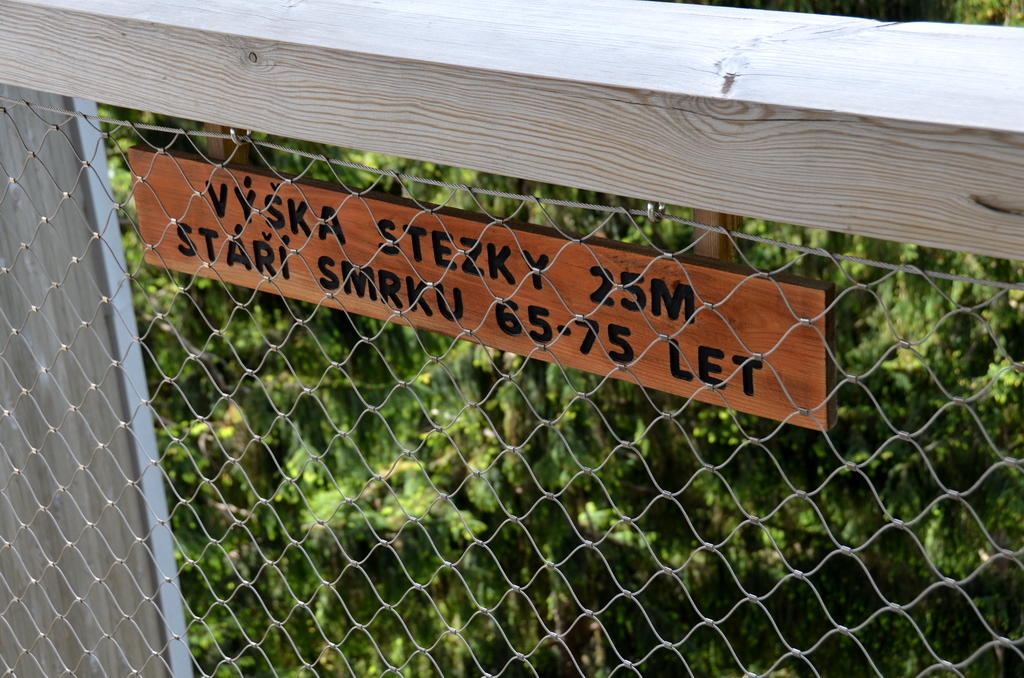 VÝŠKA STEZKY 25M
STÁŘÍ SMRKU 65-75 LET